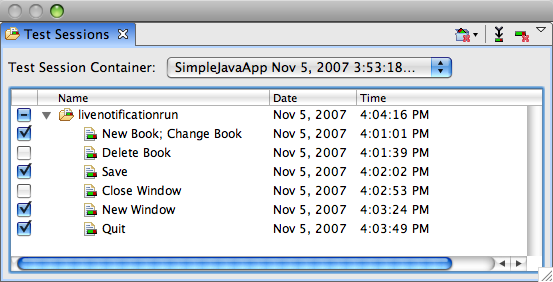 Test Sessions
Test Session Container: SimpleJavaApp Nov 5, 2007 3:53:18...
Name Date Time
livenotificationrun Nov 5, 2007 4:04:16 PM
New Book; Change Book Nov 5, 2007 4:01:01 PM
Delete Book Nov 5, 2007 4:01:39 PM
Save Nov 5, 2007 4:02:02 PM
Close Window Nov 5, 2007 4:02:53 PM
New Window Nov 5, 2007 4:03:24 PM
Quit Nov 5, 2007 4:03:49 PM